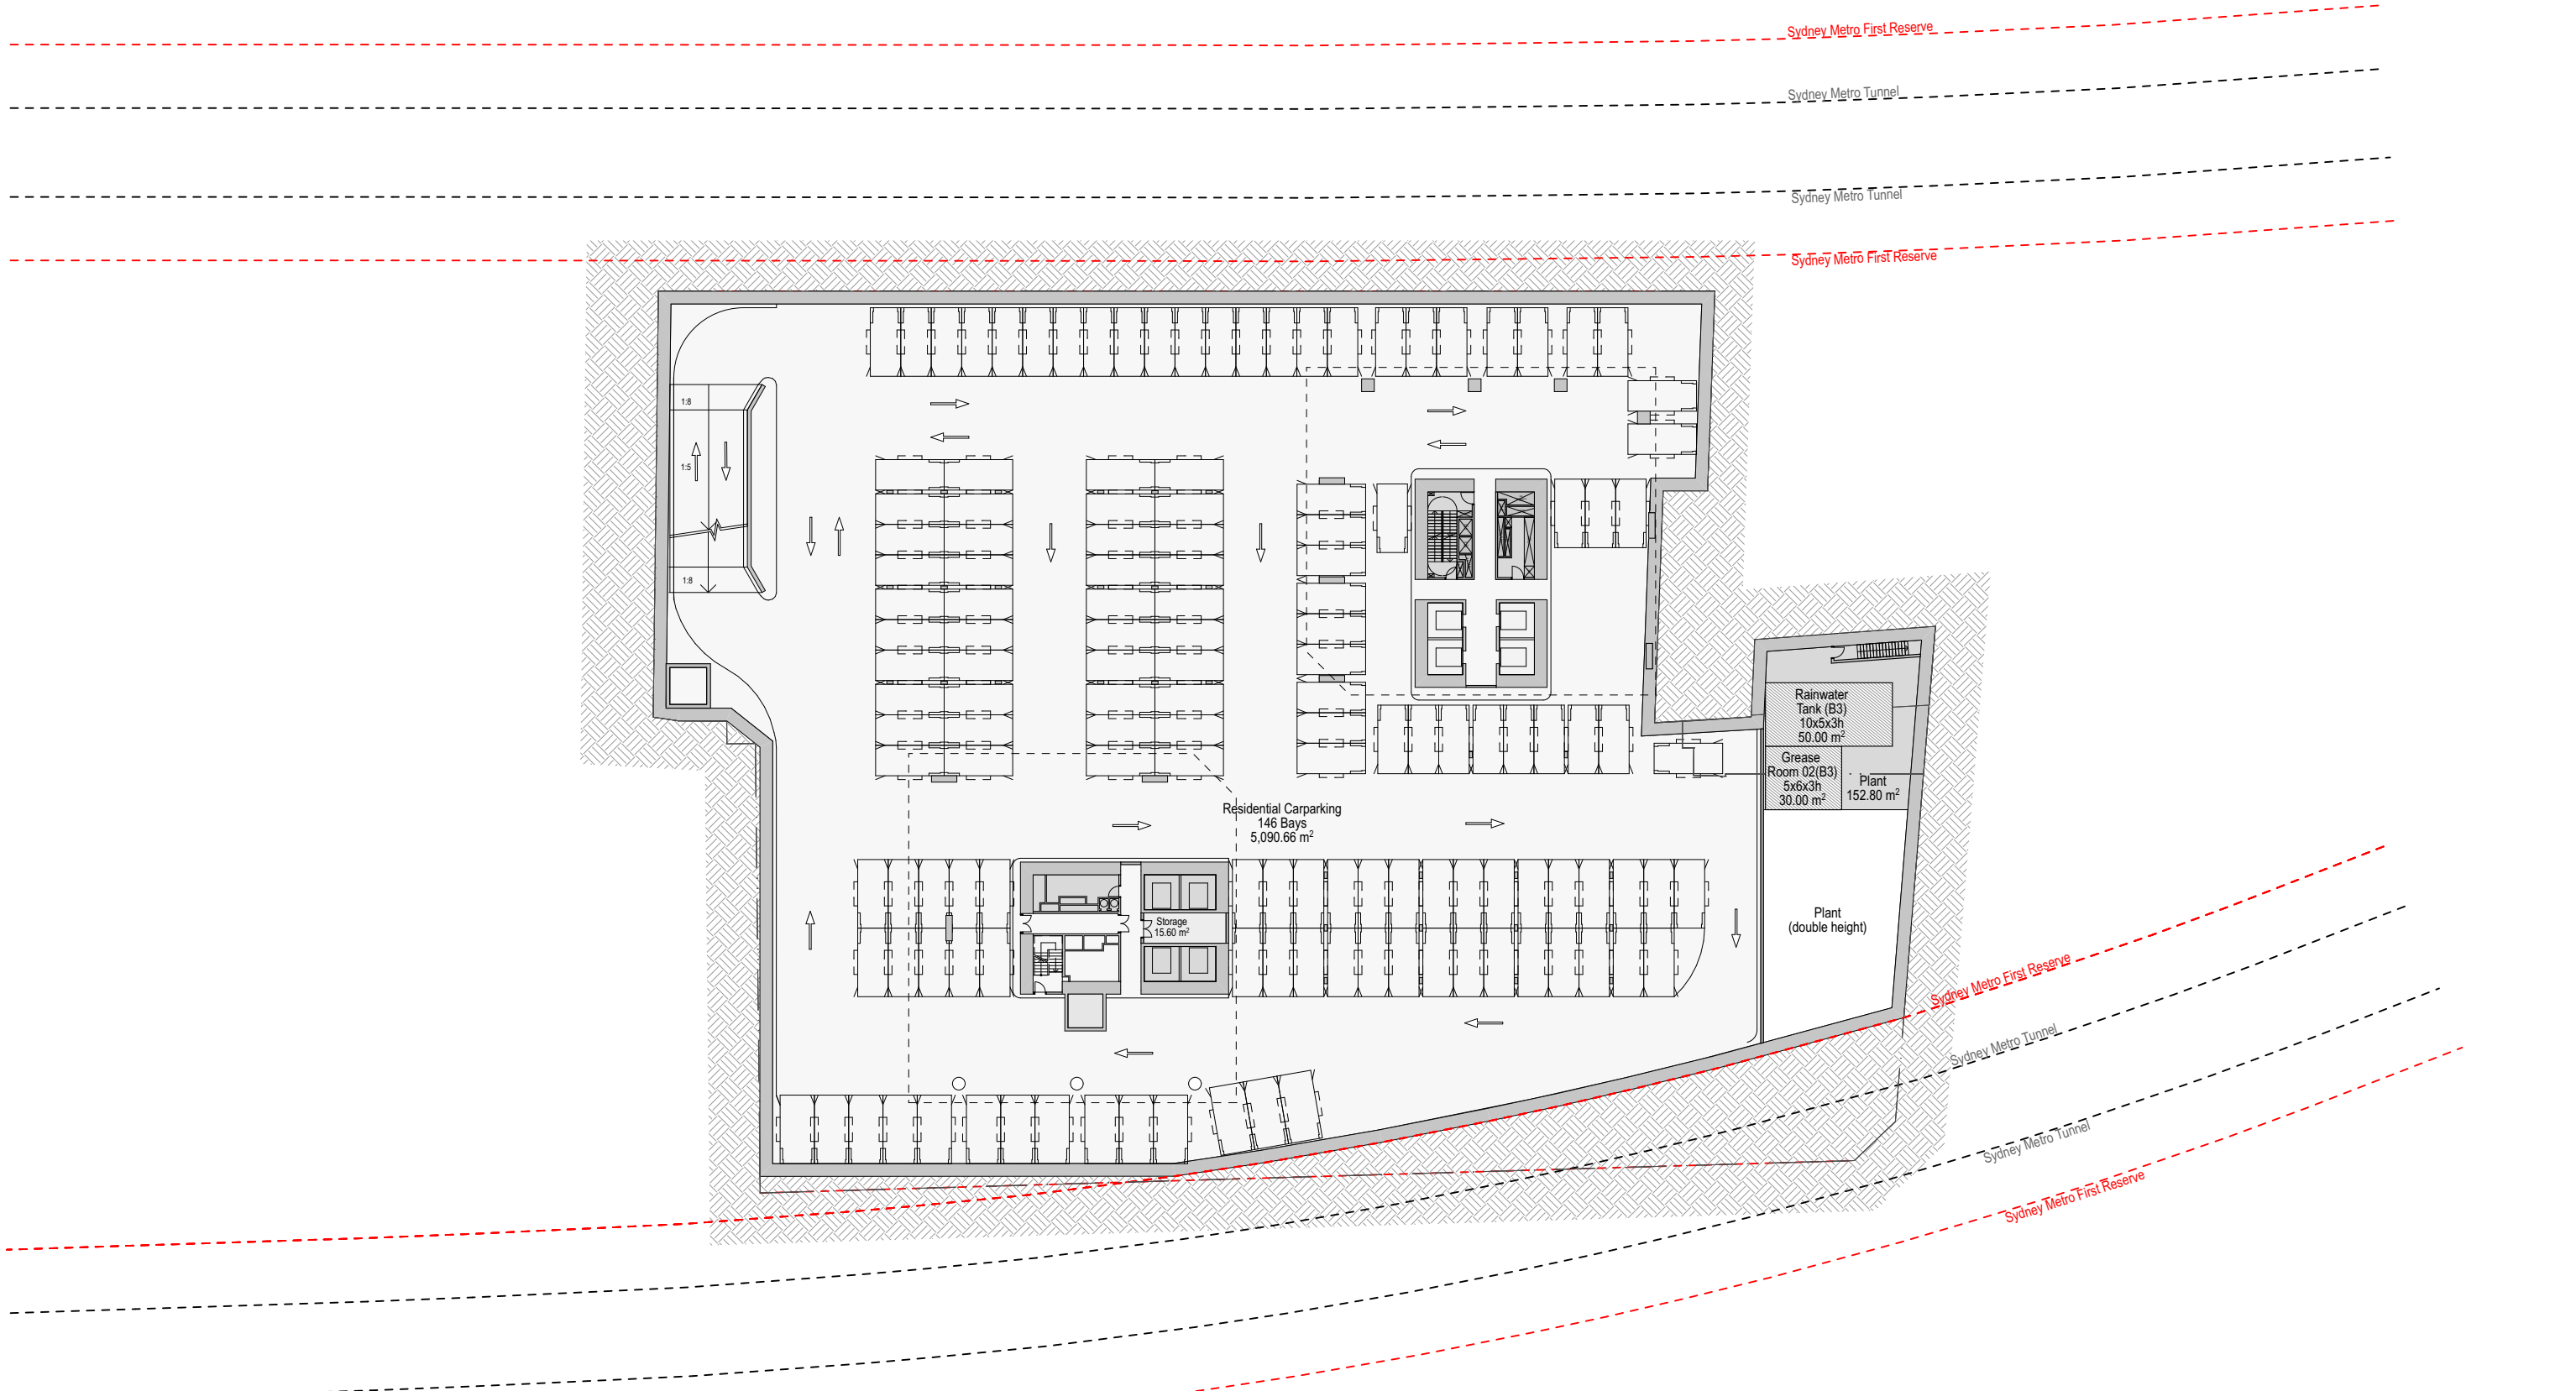 Sydney Metro First Reserve
Sydney Metro Tunnel
Sydney Metro Tunnel
Sydney Metro First Reserve
1:8
1:5
1:8
Rainwater
Tank (B3)
10x5x3h
50.00 m²
Grease
Room 02(B3)
5x6x3h
30.00 m²
Plant
152.80 m²
Residential Carparking
146 Bays
5,090.66 m²
Storage
15.60 m²
Plant
(double height)
Sydney Metro First Reserve
Sydney Metro Tunnel
Sydney Metro Tunnel
Sydney Metro First Reserve